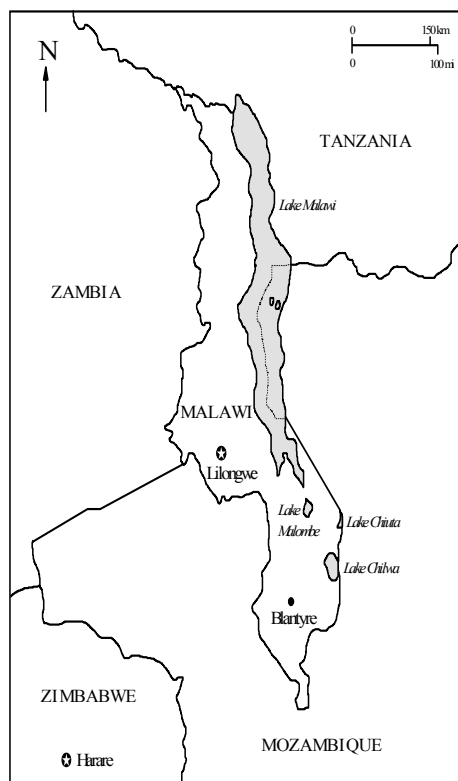 0 150 km
0 100 mi
N
TANZANIA
Lake Malawi
ZAMBIA
MALAWI
Lilongwe
Lake
Malombe
Lake Chiuta
Lake Chilwa
Blantyre
ZIMBABWE
Harare
MOZAMBIQUE